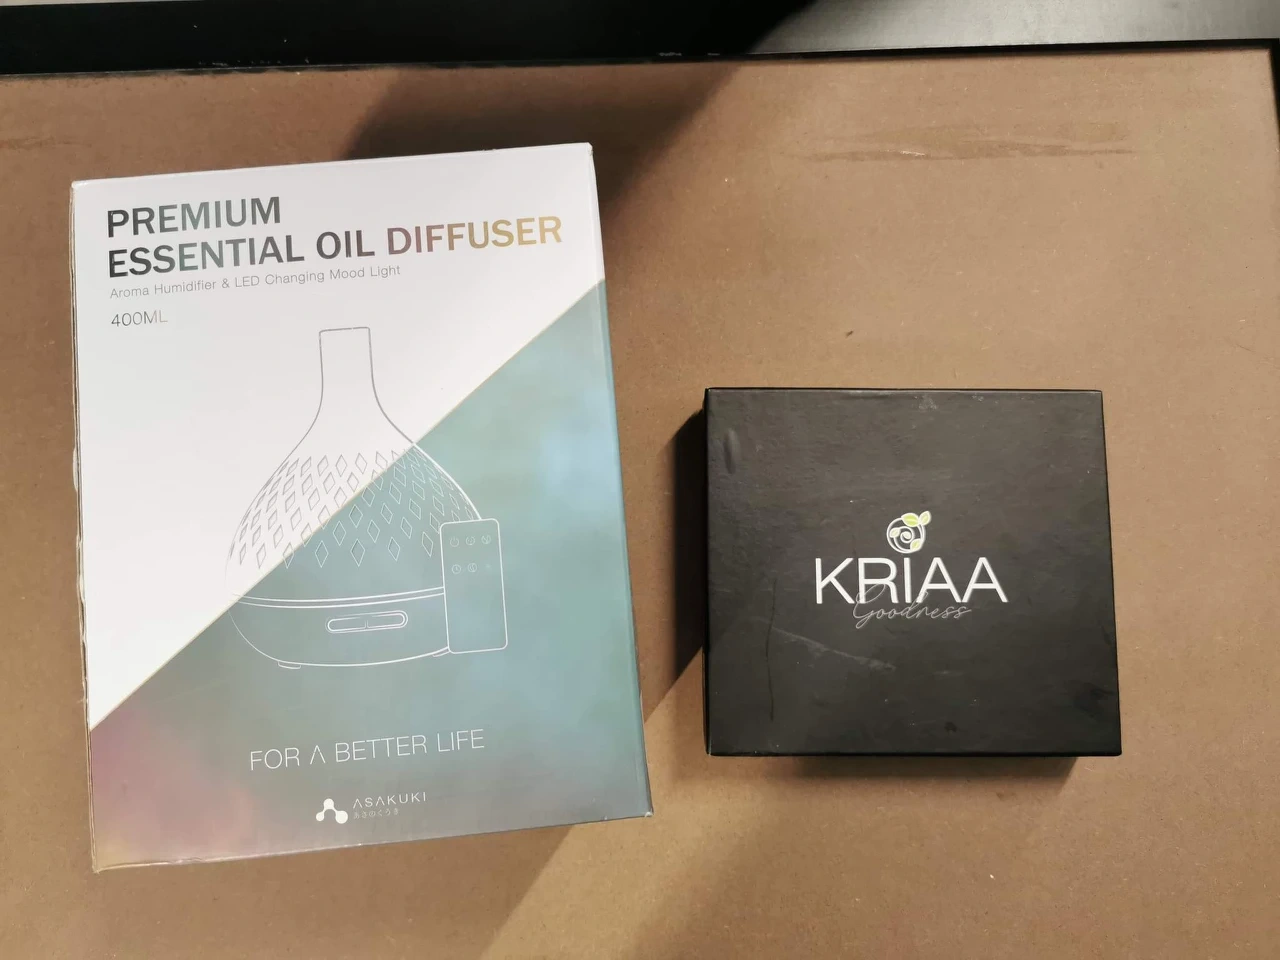 PREMIUM
ESSENTIAL OIL DIFFUSER
Aroma Humidifier & LED Changing Mood Light
400ML
FOR A BETTER LIFE
ASAKUKI
KRIAA
Goodness